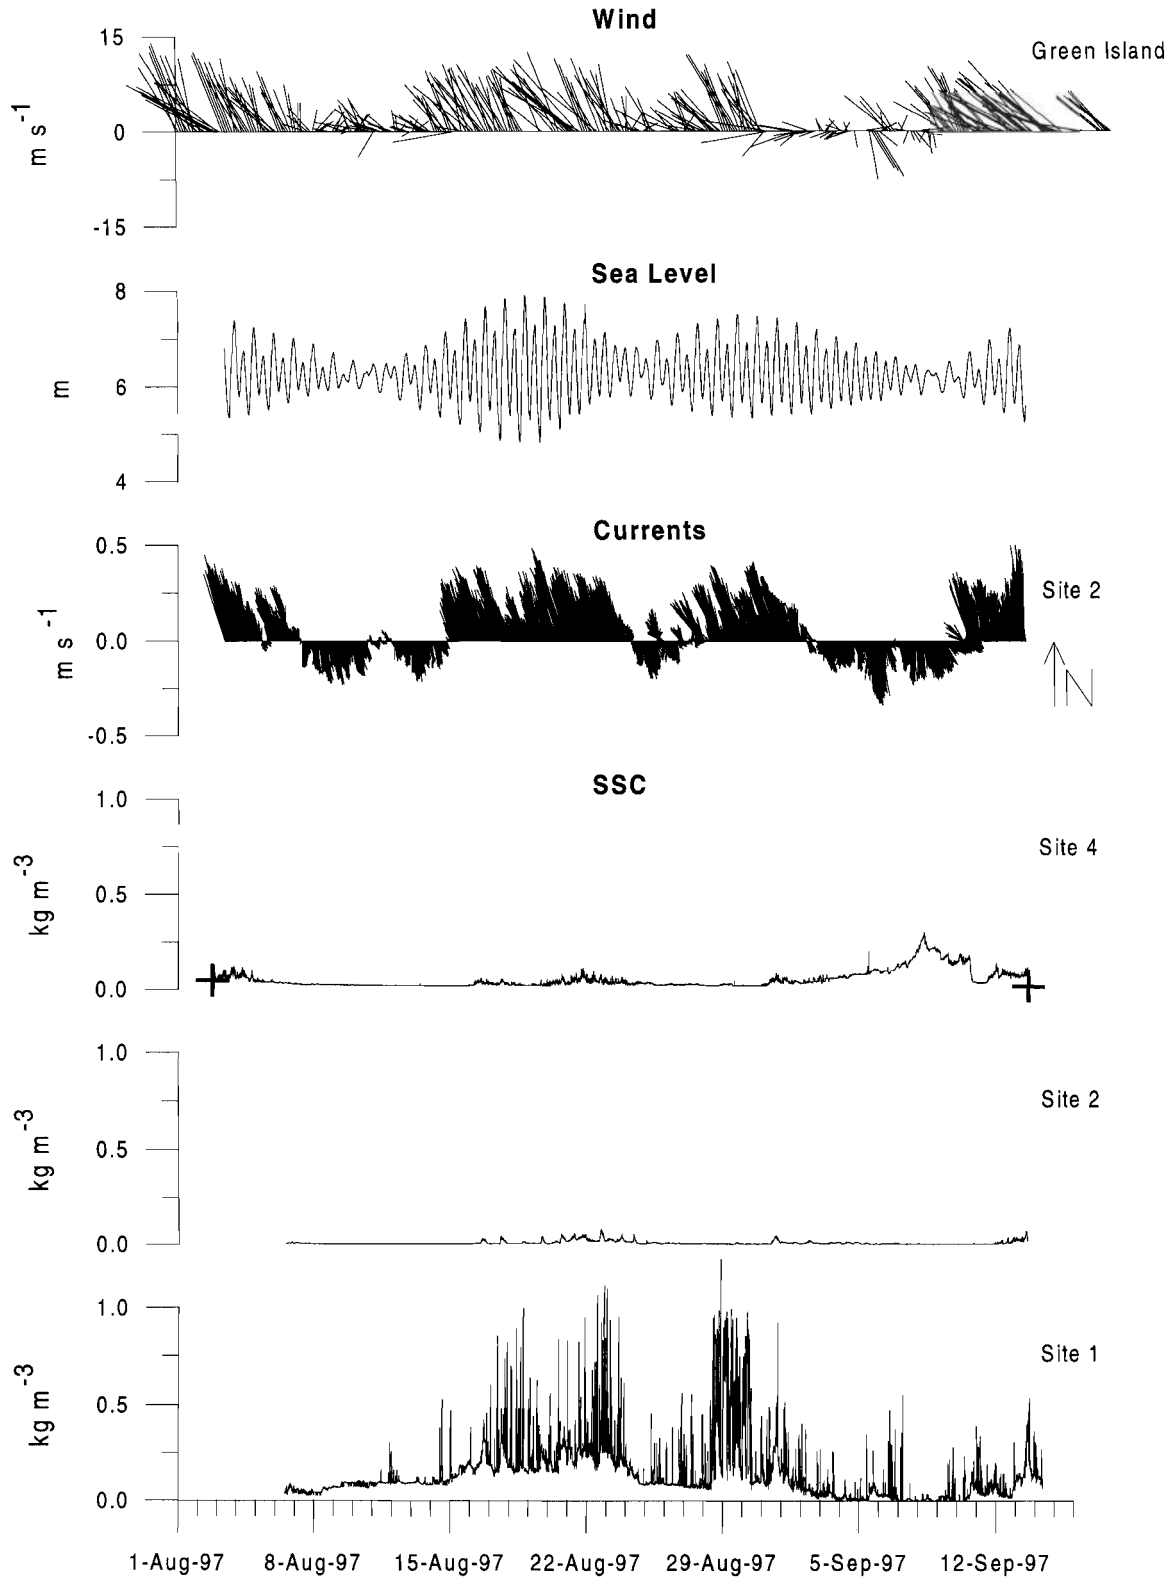 Wind
15
Green Island
m s-1
0
-15
Sea Level
8
m
6
4
Currents
0.5
Site 2
m s-1
0.0
N
-0.5
SSC
1.0
Site 4
kg m-3
0.5
0.0
1.0
Site 2
kg m-3
0.5
0.0
1.0
Site 1
kg m-3
0.5
0.0
1-Aug-97 8-Aug-97 15-Aug-97 22-Aug-97 29-Aug-97 5-Sep-97 12-Sep-97